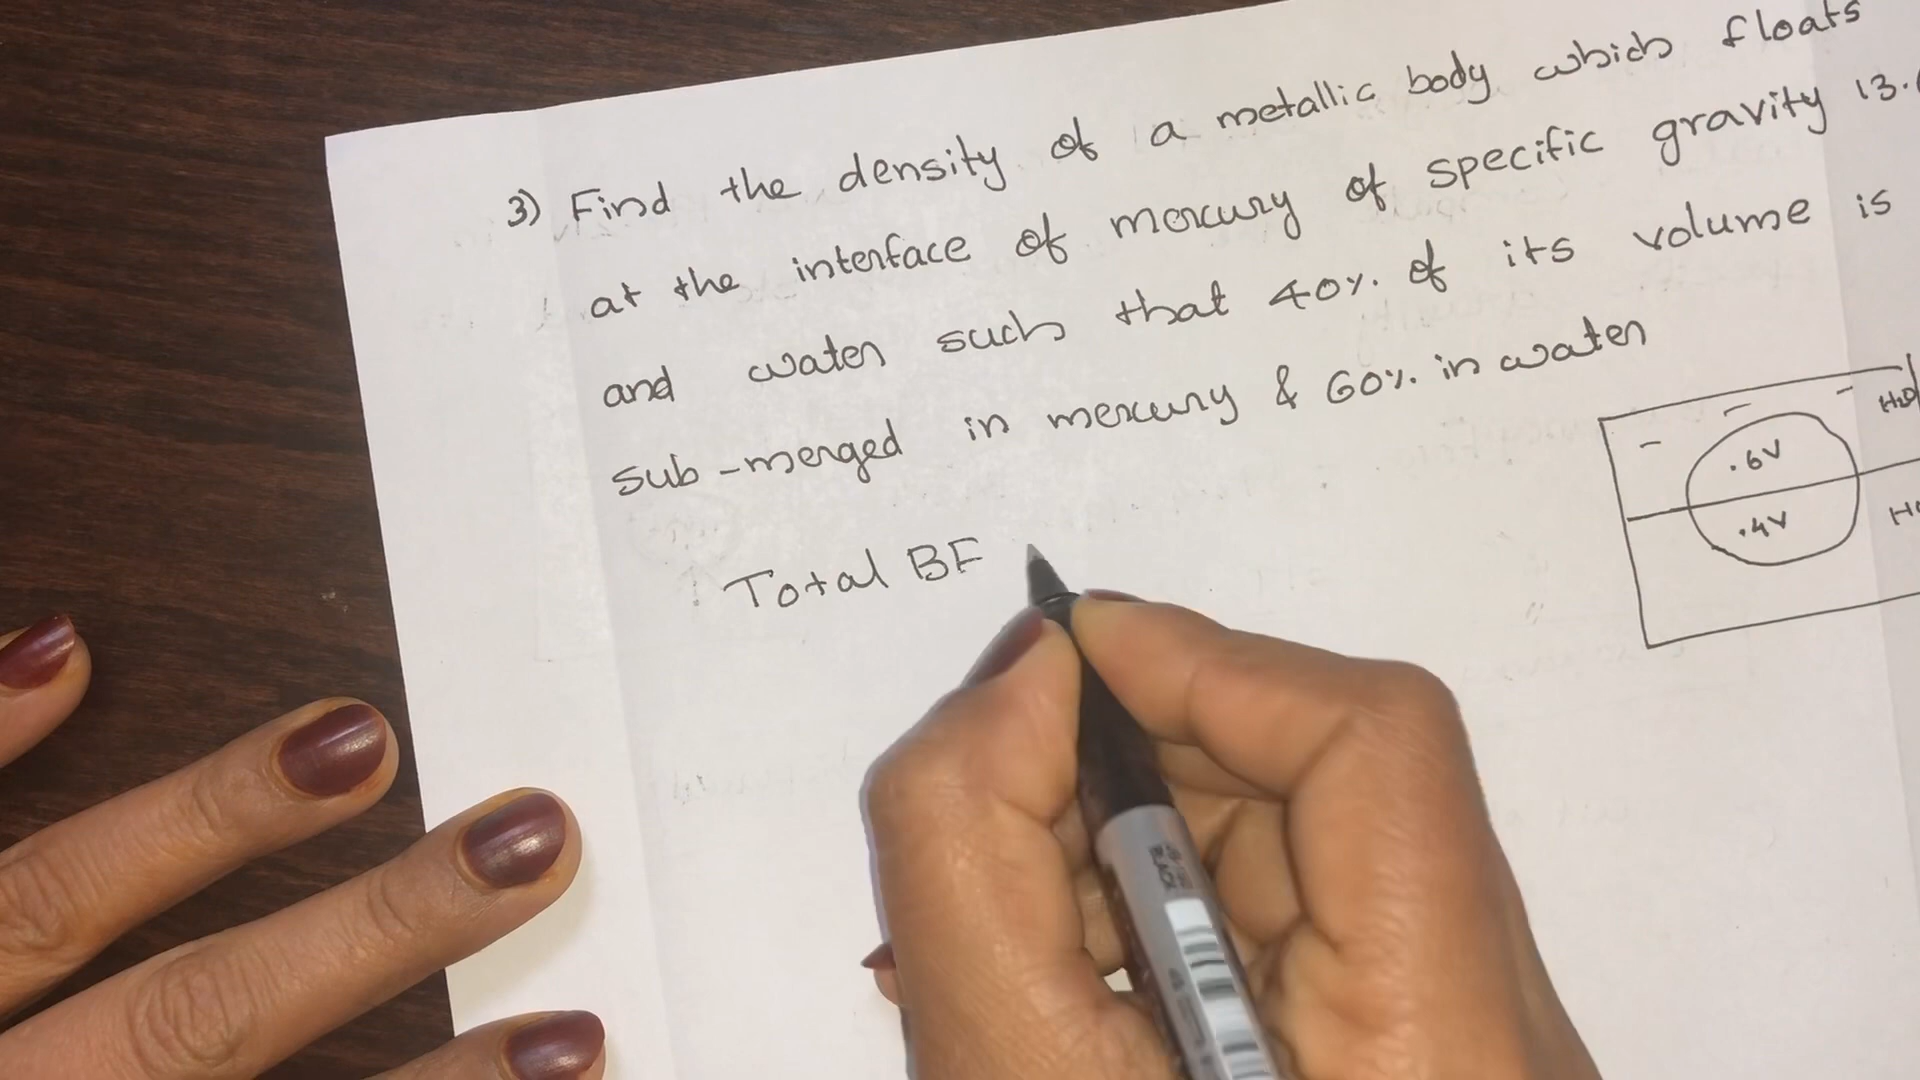 3) Find the density of a metallic body which floats
at the interface of mercury of specific gravity 13.
and water such that 40%. of its volume is
sub-merged in mercury & 60%. in water
H2O
.6V
.4V
Total BF
BLACK